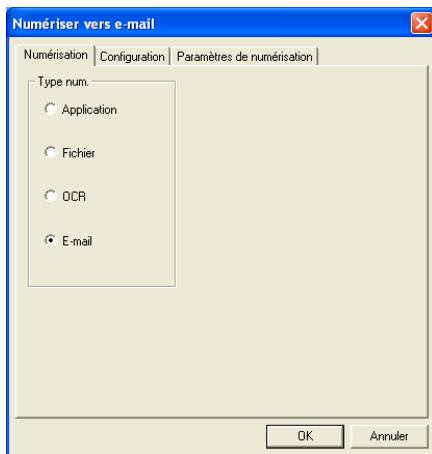 Numériser vers e-mail
Numérisation Configuration Paramètres de numérisation
Type num.
Application
Fichier
OCR
E-mail
OK Annuler